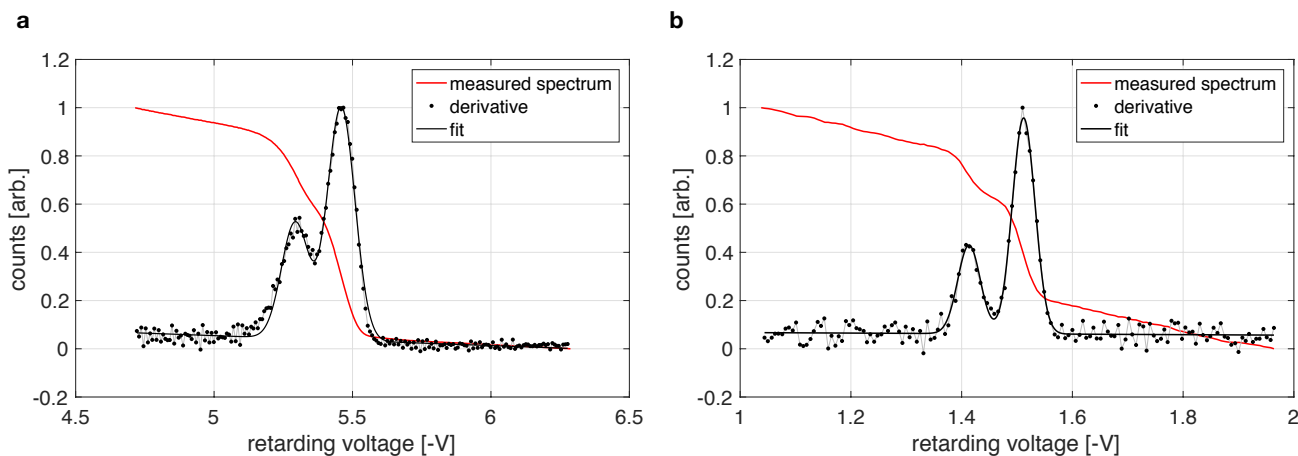 a
1.2
1
0.8
0.6
0.4
0.2
0
-0.2
4.5 5 5.5 6 6.5
retarding voltage [-V]
counts [arb.]
measured spectrum
derivative
fit
b
1.2
1
0.8
0.6
0.4
0.2
0
-0.2
1 1.2 1.4 1.6 1.8 2
retarding voltage [-V]
counts [arb.]
measured spectrum
derivative
fit